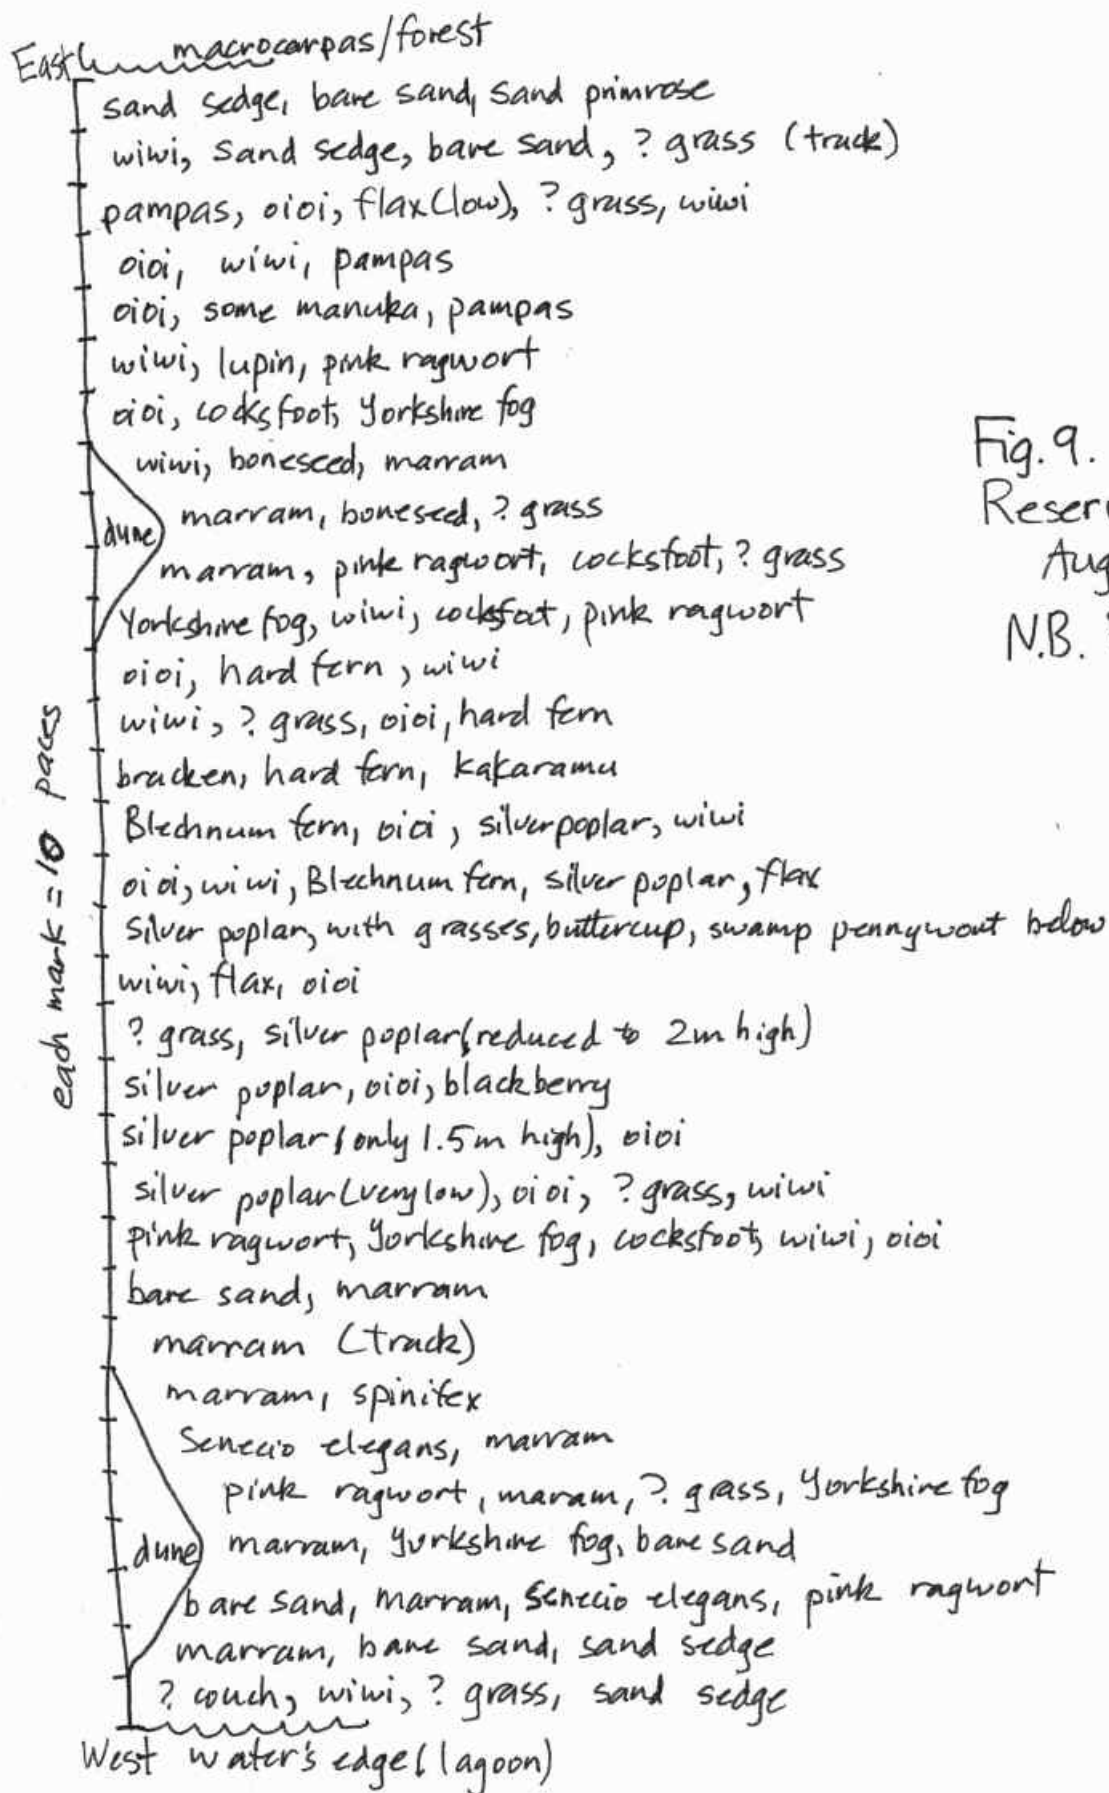 East macrocarpas/forest
sand sedge, bare sand, sand primrose
wiwi, sand sedge, bare sand, ? grass (track)
pampas, oioi, flax (low), ? grass, wiwi
oioi, wiwi, pampas
oioi, some manuka, pampas
wiwi, lupin, pink ragwort
oioi, cocksfoot, Yorkshire fog
wiwi, boneseed, marram
marram, boneseed, ? grass
dune
marram, pink ragwort, cocksfoot, ? grass
Yorkshire fog, wiwi, cocksfoot, pink ragwort
oioi, hard fern, wiwi
wiwi, ? grass, oioi, hard fern
bracken, hard fern, kakaramu
Blechnum fern, oioi, silver poplar, wiwi
oioi, wiwi, Blechnum fern, silver poplar, flax
silver poplar, with grasses, buttercup, swamp pennywort below
wiwi, flax, oioi
? grass, silver poplar (reduced to 2m high)
silver poplar, oioi, blackberry
silver poplar (only 1.5m high), oioi
silver poplar (very low), oioi, ? grass, wiwi
pink ragwort, Yorkshire fog, cocksfoot, wiwi, oioi
bare sand, marram
marram (track)
marram, spinifex
Senecio elegans, marram
pink ragwort, maram, ? grass, Yorkshire fog
dune marram, Yorkshire fog, bare sand
bare sand, marram, Senecio elegans, pink ragwort
marram, bare sand, sand sedge
? couch, wiwi, ? grass, sand sedge
West water's edge (lagoon)
each mark = 10 paces
Fig. 9.
Reser
Aug
N.B.